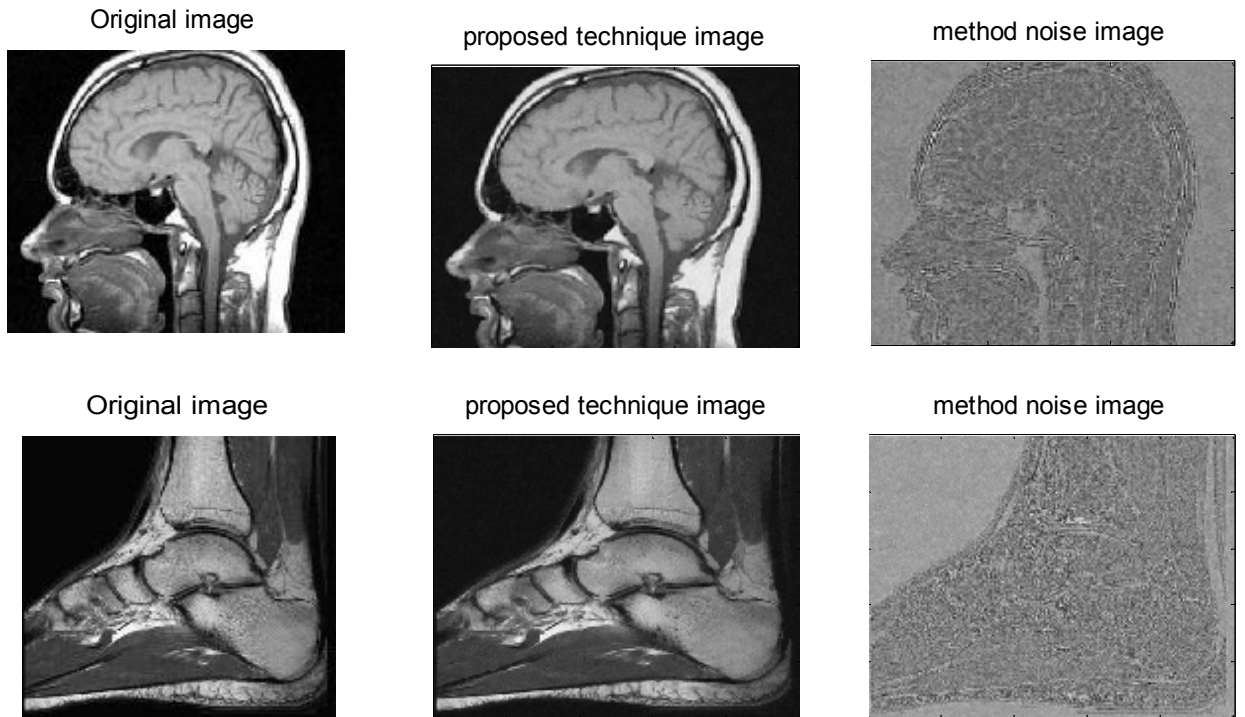 Original image
proposed technique image
method noise image
Original image
proposed technique image
method noise image